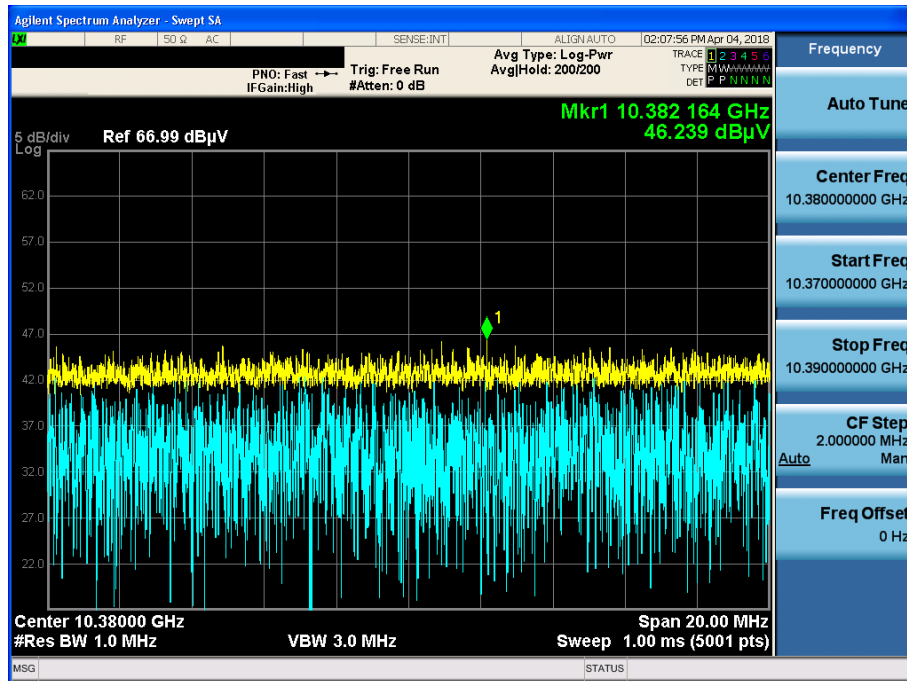 Agilent Spectrum Analyzer - Swept SA
LXI RF 50 Ω AC SENSE:INT ALIGN AUTO 02:07:56 PM Apr 04, 2018
Frequency
PNO: Fast Trig: Free Run Avg Type: Log-Pwr TRACE 1 2 3 4 5 6
IFGain:High #Atten: 0 dB Avg|Hold: 200/200 TYPE M W W W W W
DET P P N N N N
Auto Tune
Mkr1 10.382 164 GHz
46.239 dBµV
5 dB/div Ref 66.99 dBµV
Log
Center Freq
10.380000000 GHz
62.0
57.0
Start Freq
10.370000000 GHz
52.0
1
47.0
Stop Freq
10.390000000 GHz
42.0
37.0
CF Step
2.000000 MHz
Auto Man
32.0
27.0
Freq Offset
0 Hz
22.0
Center 10.38000 GHz Span 20.00 MHz
#Res BW 1.0 MHz VBW 3.0 MHz Sweep 1.00 ms (5001 pts)
MSG STATUS